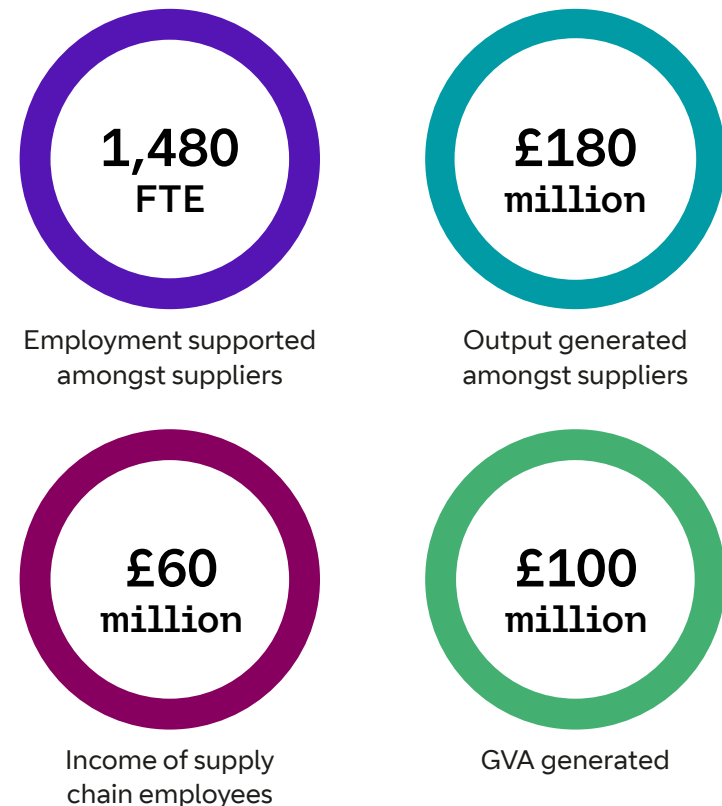 1,480
FTE
Employment supported
amongst suppliers
£180
million
Output generated
amongst suppliers
£60
million
Income of supply
chain employees
£100
million
GVA generated